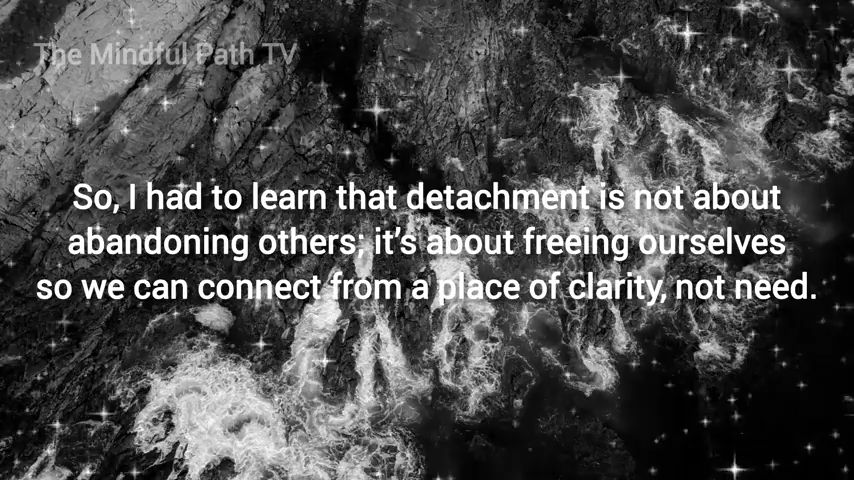 The Mindful Path TV
So, I had to learn that detachment is not about
abandoning others; it’s about freeing ourselves
so we can connect from a place of clarity, not need.